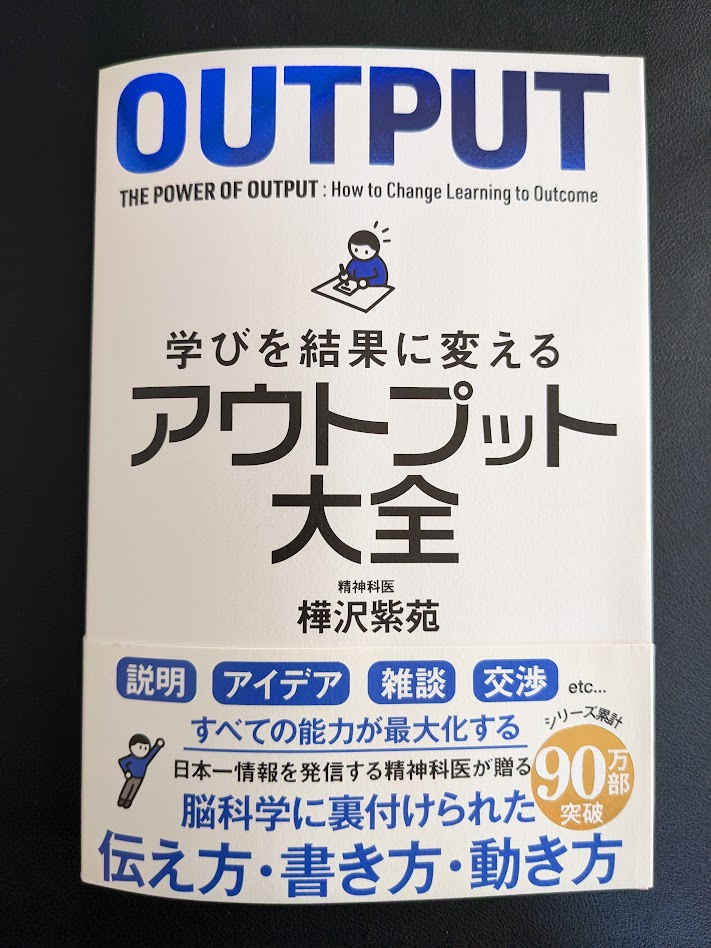 OUTPUT
THE POWER OF OUTPUT : How to Change Learning to Outcome
学びを結果に変える
アウトプット
大全
精神科医
樺沢紫苑
説明 アイデア 雑談 交渉 etc...
すべての能力が最大化する
日本一情報を発信する精神科医が贈る
脳科学に裏付けられた
伝え方・書き方・動き方
シリーズ累計
90万部
突破